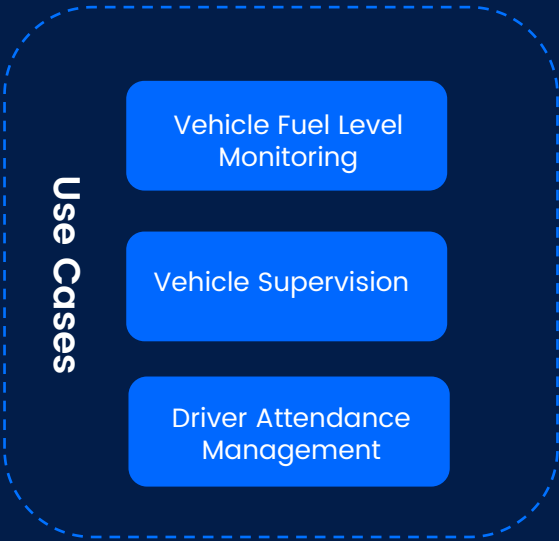 Use Cases
Vehicle Fuel Level
Monitoring
Vehicle Supervision
Driver Attendance
Management